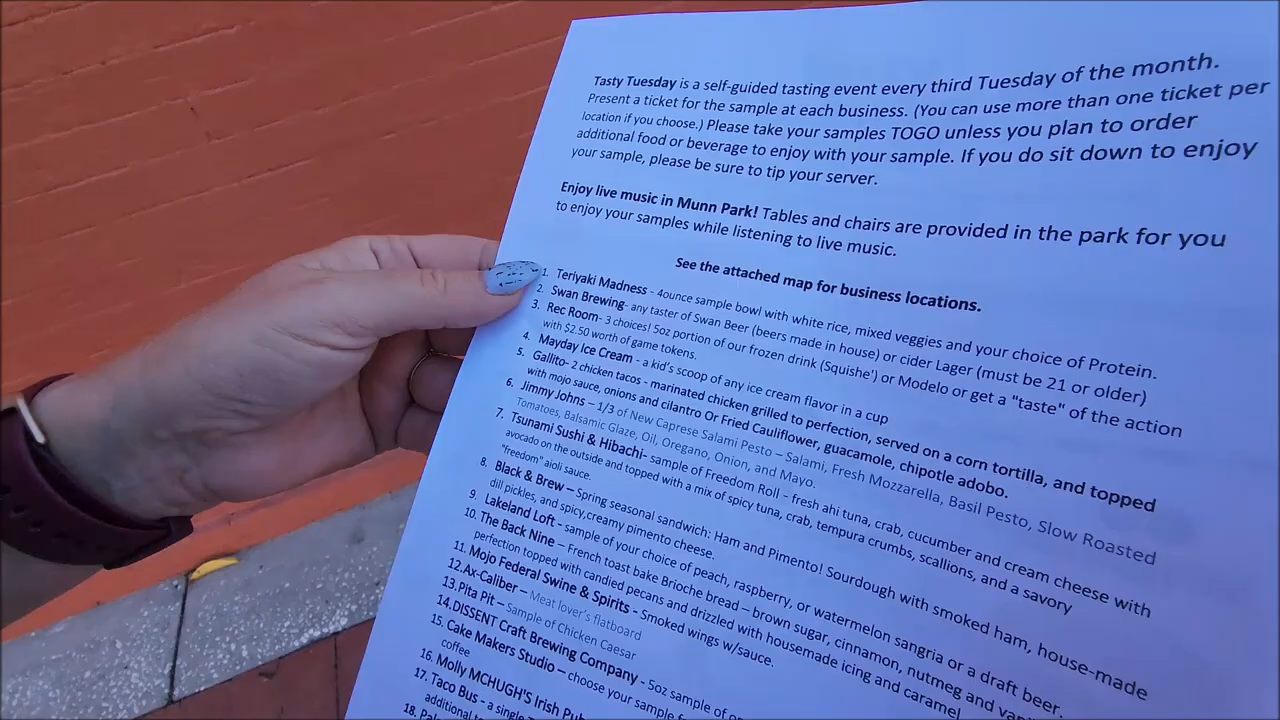 Tasty Tuesday is a self-guided tasting event every third Tuesday of the month.
Present a ticket for the sample at each business. (You can use more than one ticket per
location if you choose.) Please take your samples TOGO unless you plan to order
additional food or beverage to enjoy with your sample. If you do sit down to enjoy
your sample, please be sure to tip your server.
Enjoy live music in Munn Park! Tables and chairs are provided in the park for you
to enjoy your samples while listening to live music.
See the attached map for business locations.
1. Teriyaki Madness - 4ounce sample bowl with white rice, mixed veggies and your choice of Protein.
2. Swan Brewing- any taster of Swan Beer (beers made in house) or cider Lager (must be 21 or older)
3. Rec Room- 3 choices! 5oz portion of our frozen drink (Squishe') or Modelo or get a "taste" of the action
with $2.50 worth of game tokens.
4. Mayday Ice Cream - a kid's scoop of any ice cream flavor in a cup
5. Gallito- 2 chicken tacos - marinated chicken grilled to perfection, served on a corn tortilla, and topped
with mojo sauce, onions and cilantro Or Fried Cauliflower, guacamole, chipotle adobo.
6. Jimmy Johns – 1/3 of New Caprese Salami Pesto – Salami, Fresh Mozzarella, Basil Pesto, Slow Roasted
Tomatoes, Balsamic Glaze, Oil, Oregano, Onion, and Mayo.
7. Tsunami Sushi & Hibachi- sample of Freedom Roll - fresh ahi tuna, crab, cucumber and cream cheese with
avocado on the outside and topped with a mix of spicy tuna, crab, tempura crumbs, scallions, and a savory
"freedom" aioli sauce.
8. Black & Brew – Spring seasonal sandwich: Ham and Pimento! Sourdough with smoked ham, house-made
dill pickles, and spicy,creamy pimento cheese.
9. Lakeland Loft - sample of your choice of peach, raspberry, or watermelon sangria or a draft beer.
10. The Back Nine – French toast bake Brioche bread – brown sugar, cinnamon, nutmeg and
perfection topped with candied pecans and drizzled with housemade icing and caramel
11. Mojo Federal Swine & Spirits - Smoked wings w/sauce.
12.Ax-Caliber – Meat lover's flatboard
13.Pita Pit – Sample of Chicken Caesar
14.DISSENT Craft Brewing Company - 5oz sample of
15. Cake Makers Studio – choose your sample
coffee
16. Molly MCHUGH'S Irish
17. Taco Bus - a single
additional
18.